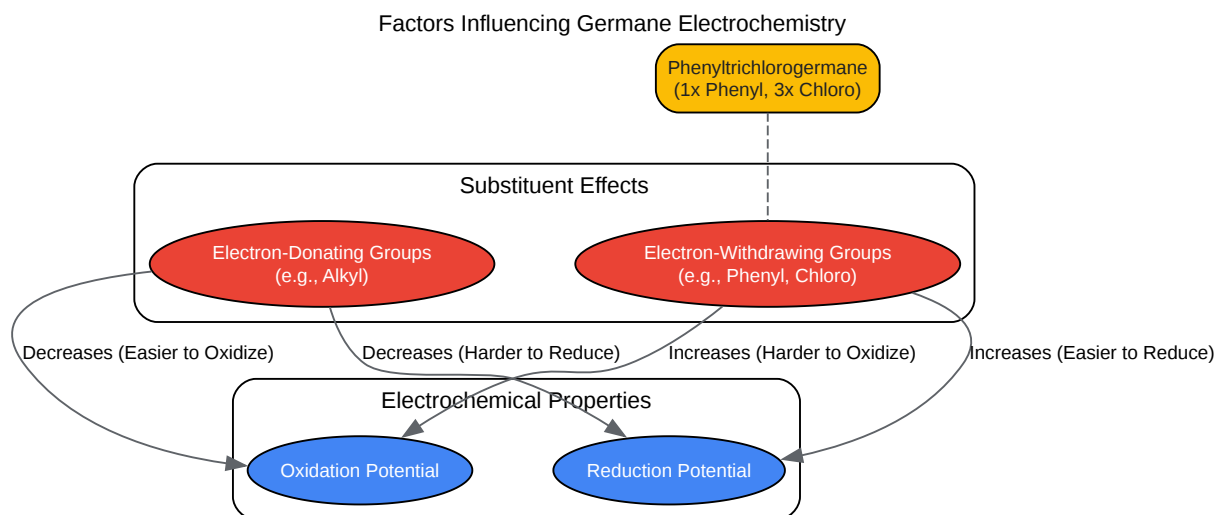 Factors Influencing Germane Electrochemistry
Phenyltrichlorogermane
(1x Phenyl, 3x Chloro)
Substituent Effects
Electron-Donating Groups
(e.g., Alkyl)
Electron-Withdrawing Groups
(e.g., Phenyl, Chloro)
Decreases (Easier to Oxidize)
Decreases (Harder to Reduce)
Increases (Harder to Oxidize)
Increases (Easier to Reduce)
Electrochemical Properties
Oxidation Potential
Reduction Potential